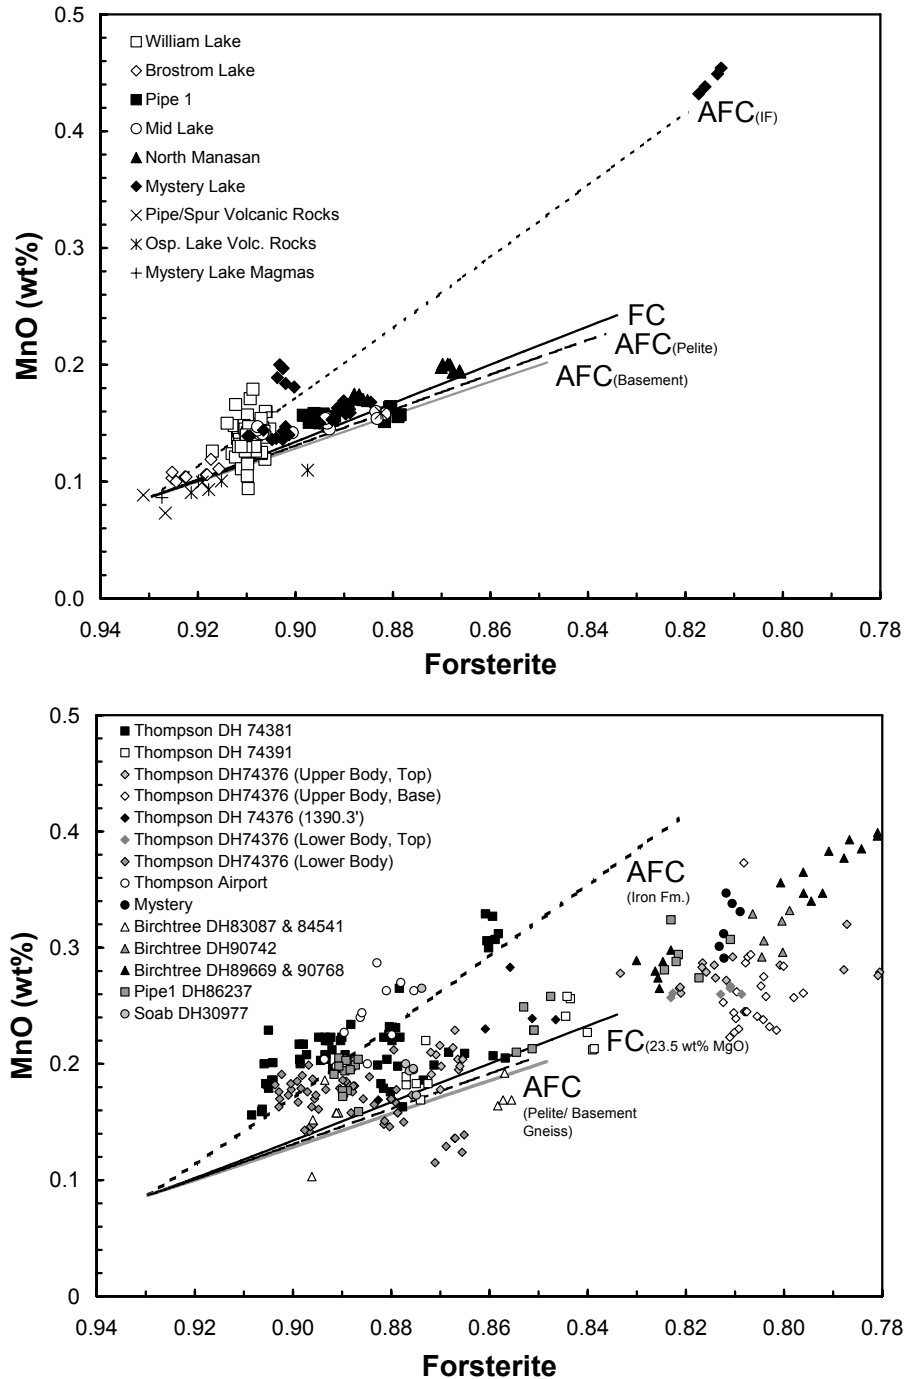 0.5
0.4
0.3
0.2
0.1
0.0
MnO (wt%)
William Lake
Brostrom Lake
Pipe 1
Mid Lake
North Manasan
Mystery Lake
Pipe/Spur Volcanic Rocks
Osp. Lake Volc. Rocks
Mystery Lake Magmas
AFC(IF)
FC
AFC(Pelite)
AFC(Basement)
0.94 0.92 0.90 0.88 0.86 0.84 0.82 0.80 0.78
Forsterite
0.5
0.4
0.3
0.2
0.1
0
MnO (wt%)
Thompson DH 74381
Thompson DH 74391
Thompson DH74376 (Upper Body, Top)
Thompson DH74376 (Upper Body, Base)
Thompson DH 74376 (1390.3')
Thompson DH74376 (Lower Body, Top)
Thompson DH74376 (Lower Body)
Thompson Airport
Mystery
Birchtree DH83087 & 84541
Birchtree DH90742
Birchtree DH89669 & 90768
Pipe1 DH86237
Soab DH30977
AFC
(Iron Fm.)
FC(23.5 wt% MgO)
AFC
(Pelite/ Basement
Gneiss)
0.94 0.92 0.90 0.88 0.86 0.84 0.82 0.80 0.78
Forsterite